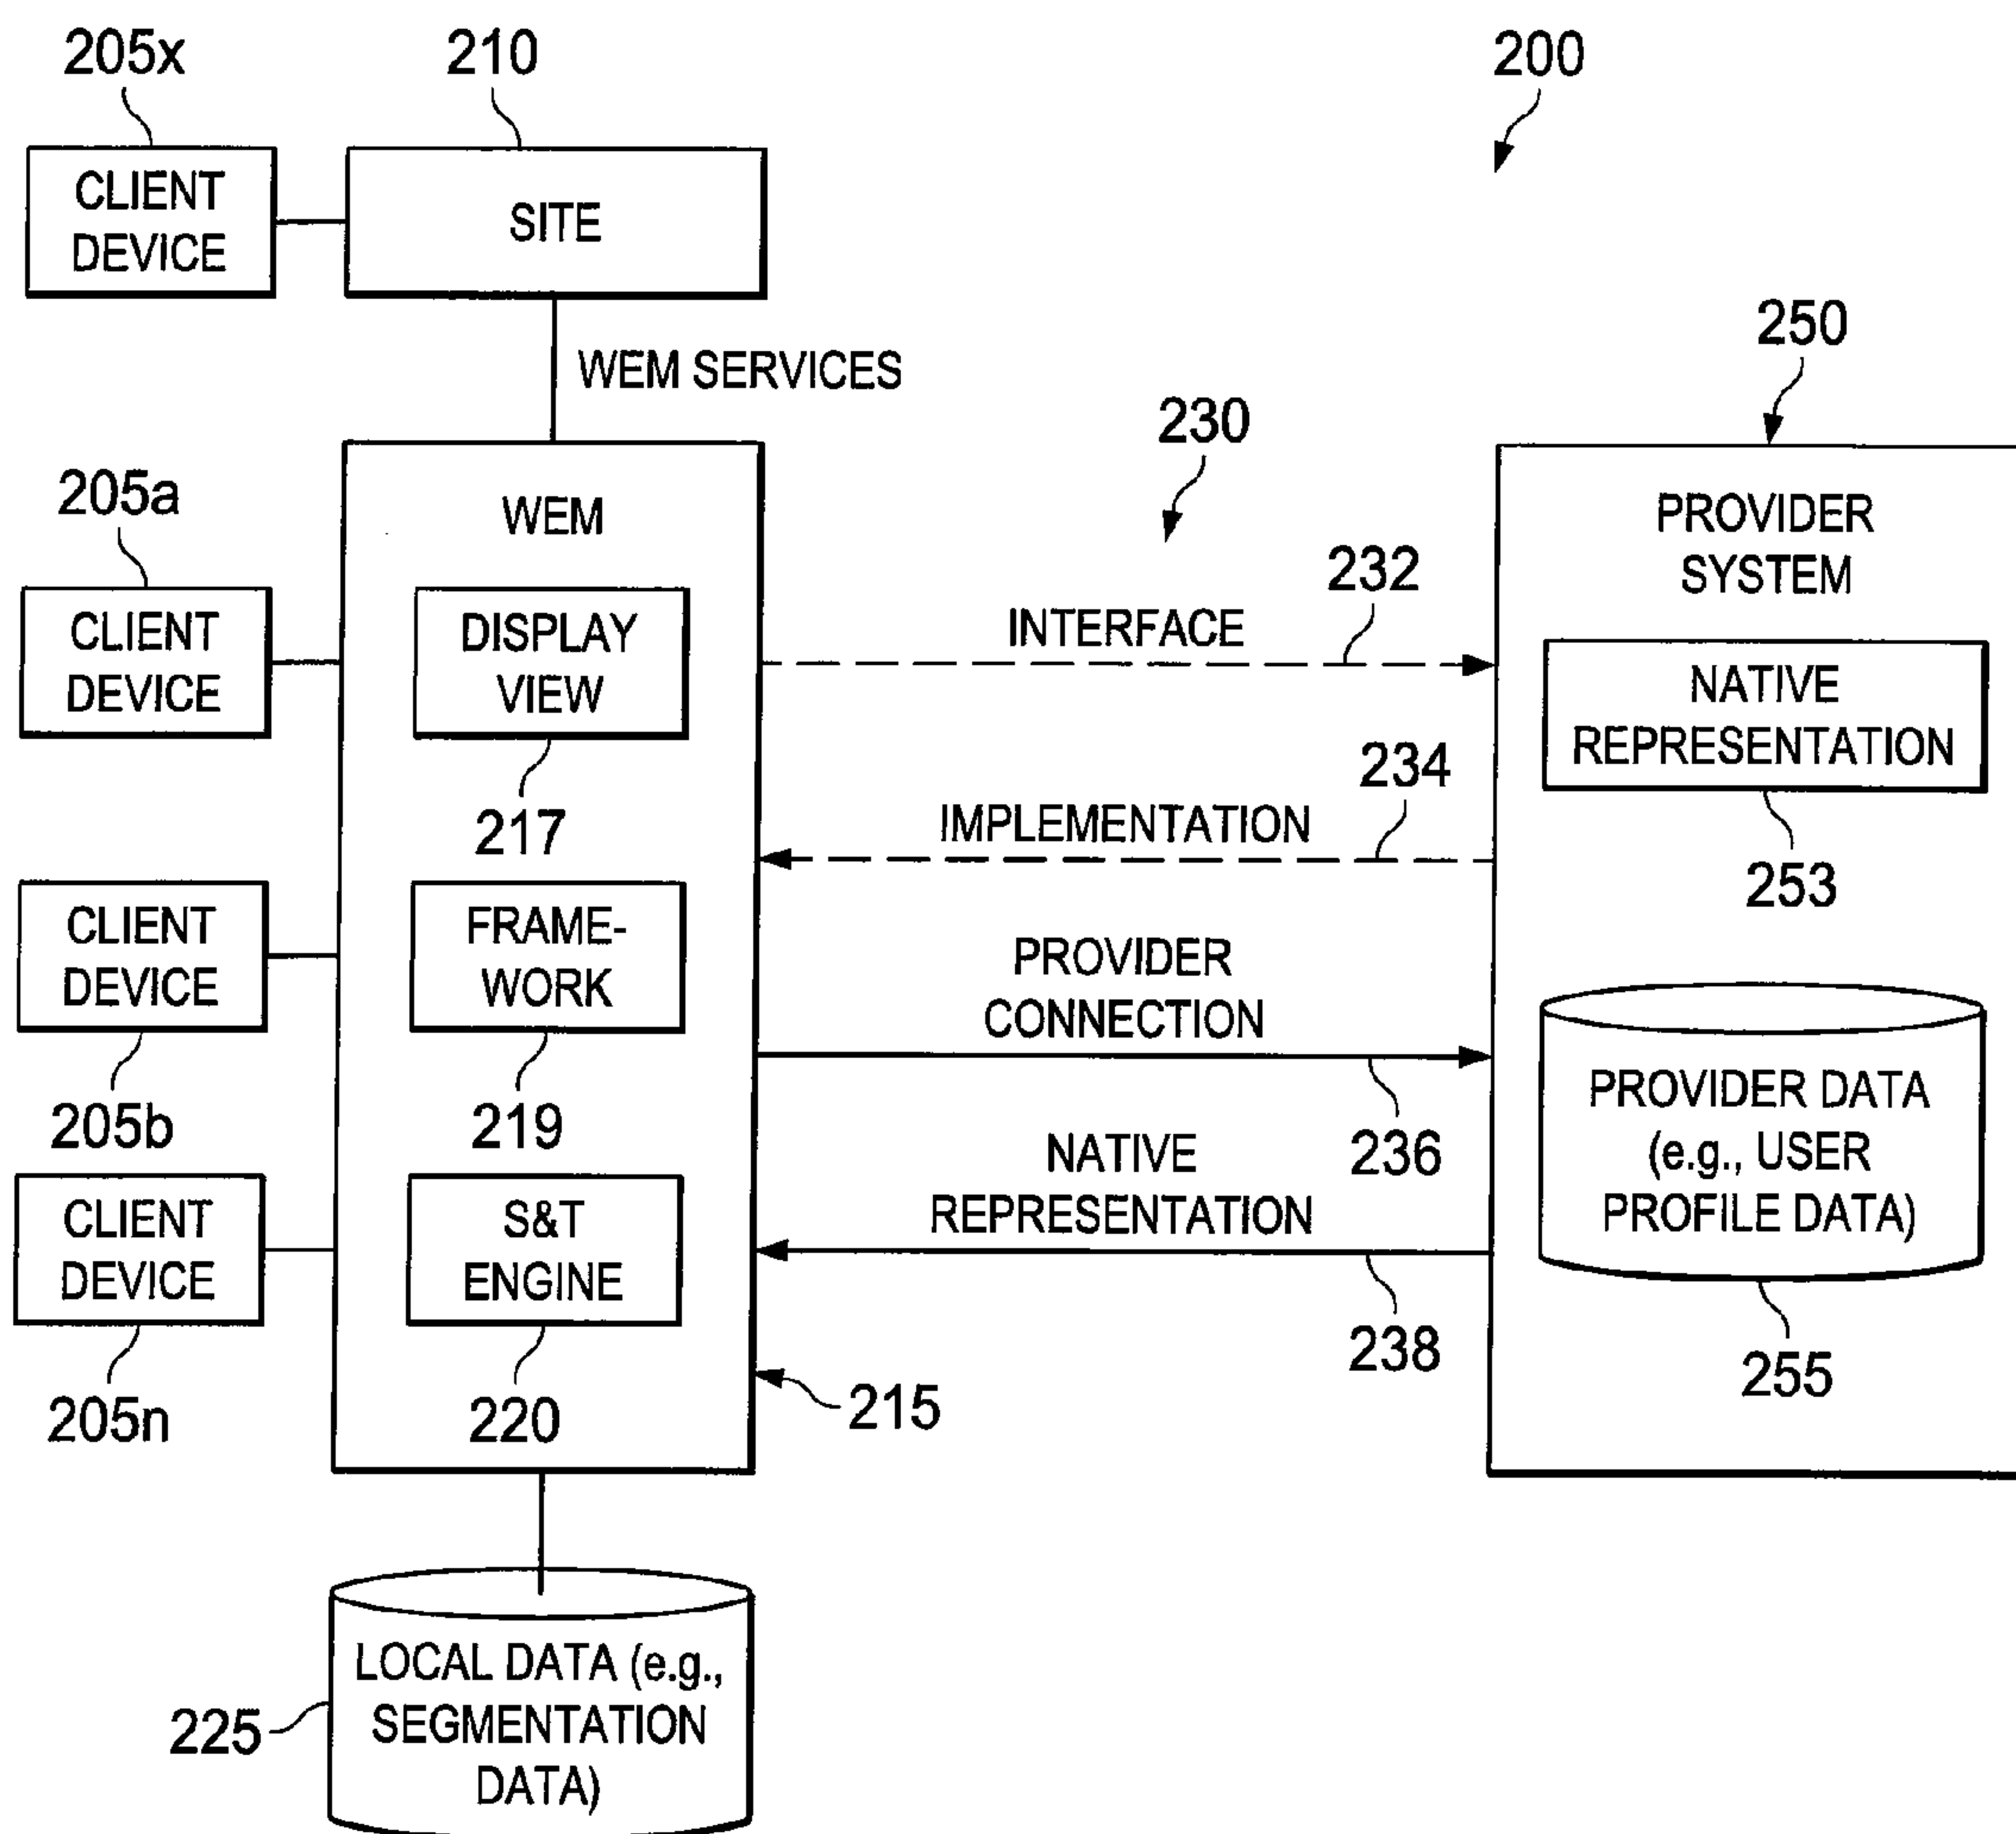 205x
210
200
CLIENT
DEVICE
SITE
WEM SERVICES
250
230
205a
WEM
PROVIDER
SYSTEM
CLIENT
DEVICE
DISPLAY
VIEW
217
INTERFACE
232
NATIVE
REPRESENTATION
253
IMPLEMENTATION
234
CLIENT
DEVICE
205b
FRAME-
WORK
219
PROVIDER
CONNECTION
236
PROVIDER DATA
(e.g., USER
PROFILE DATA)
255
NATIVE
REPRESENTATION
238
CLIENT
DEVICE
205n
S&T
ENGINE
220
215
LOCAL DATA (e.g.,
SEGMENTATION
DATA)
225